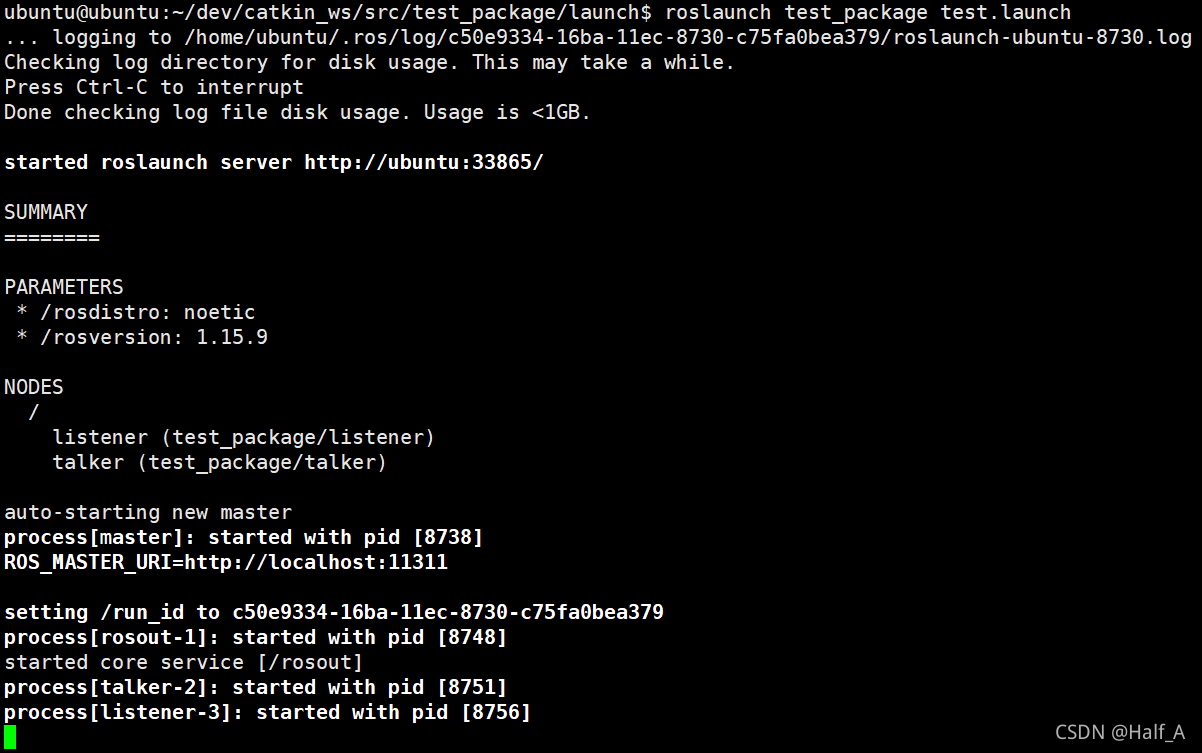 ubuntu@ubuntu:~/dev/catkin_ws/src/test_package/launch$ roslaunch test_package test.launch
... logging to /home/ubuntu/.ros/log/c50e9334-16ba-11ec-8730-c75fa0bea379/roslaunch-ubuntu-8730.log
Checking log directory for disk usage. This may take a while.
Press Ctrl-C to interrupt
Done checking log file disk usage. Usage is <1GB.

started roslaunch server http://ubuntu:33865/

SUMMARY
========

PARAMETERS
 * /rosdistro: noetic
 * /rosversion: 1.15.9

NODES
  /
    listener (test_package/listener)
    talker (test_package/talker)

auto-starting new master
process[master]: started with pid [8738]
ROS_MASTER_URI=http://localhost:11311

setting /run_id to c50e9334-16ba-11ec-8730-c75fa0bea379
process[rosout-1]: started with pid [8748]
started core service [/rosout]
process[talker-2]: started with pid [8751]
process[listener-3]: started with pid [8756]
CSDN @Half_A